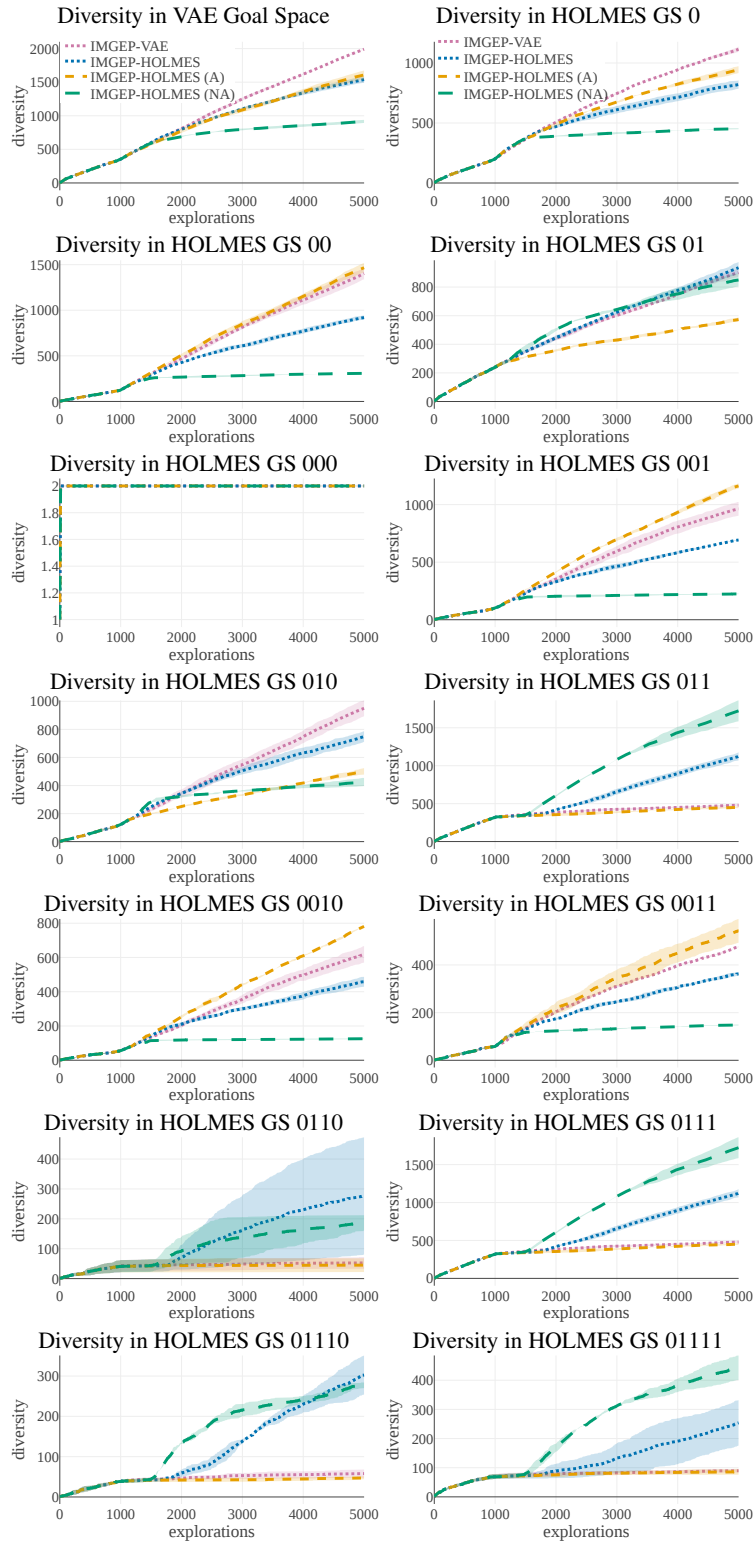 Diversity in VAE Goal Space
2000
1500
1000
500
0
diversity
IMGEP-VAE
IMGEP-HOLMES
IMGEP-HOLMES (A)
IMGEP-HOLMES (NA)
0 1000 2000 3000 4000 5000
explorations
Diversity in HOLMES GS 0
1000
500
0
diversity
IMGEP-VAE
IMGEP-HOLMES
IMGEP-HOLMES (A)
IMGEP-HOLMES (NA)
0 1000 2000 3000 4000 5000
explorations
Diversity in HOLMES GS 00
1500
1000
500
0
diversity
0 1000 2000 3000 4000 5000
explorations
Diversity in HOLMES GS 01
800
600
400
200
0
diversity
0 1000 2000 3000 4000 5000
explorations
Diversity in HOLMES GS 000
2
1.8
1.6
1.4
1.2
1
diversity
0 1000 2000 3000 4000 5000
explorations
Diversity in HOLMES GS 001
1000
500
0
diversity
0 1000 2000 3000 4000 5000
explorations
Diversity in HOLMES GS 010
1000
800
600
400
200
0
diversity
0 1000 2000 3000 4000 5000
explorations
Diversity in HOLMES GS 011
1500
1000
500
0
diversity
0 1000 2000 3000 4000 5000
explorations
Diversity in HOLMES GS 0010
800
600
400
200
0
diversity
0 1000 2000 3000 4000 5000
explorations
Diversity in HOLMES GS 0011
400
200
0
diversity
0 1000 2000 3000 4000 5000
explorations
Diversity in HOLMES GS 0110
400
300
200
100
0
diversity
0 1000 2000 3000 4000 5000
explorations
Diversity in HOLMES GS 0111
1500
1000
500
0
diversity
0 1000 2000 3000 4000 5000
explorations
Diversity in HOLMES GS 01110
300
200
100
0
diversity
0 1000 2000 3000 4000 5000
explorations
Diversity in HOLMES GS 01111
400
300
200
100
0
diversity
0 1000 2000 3000 4000 5000
explorations